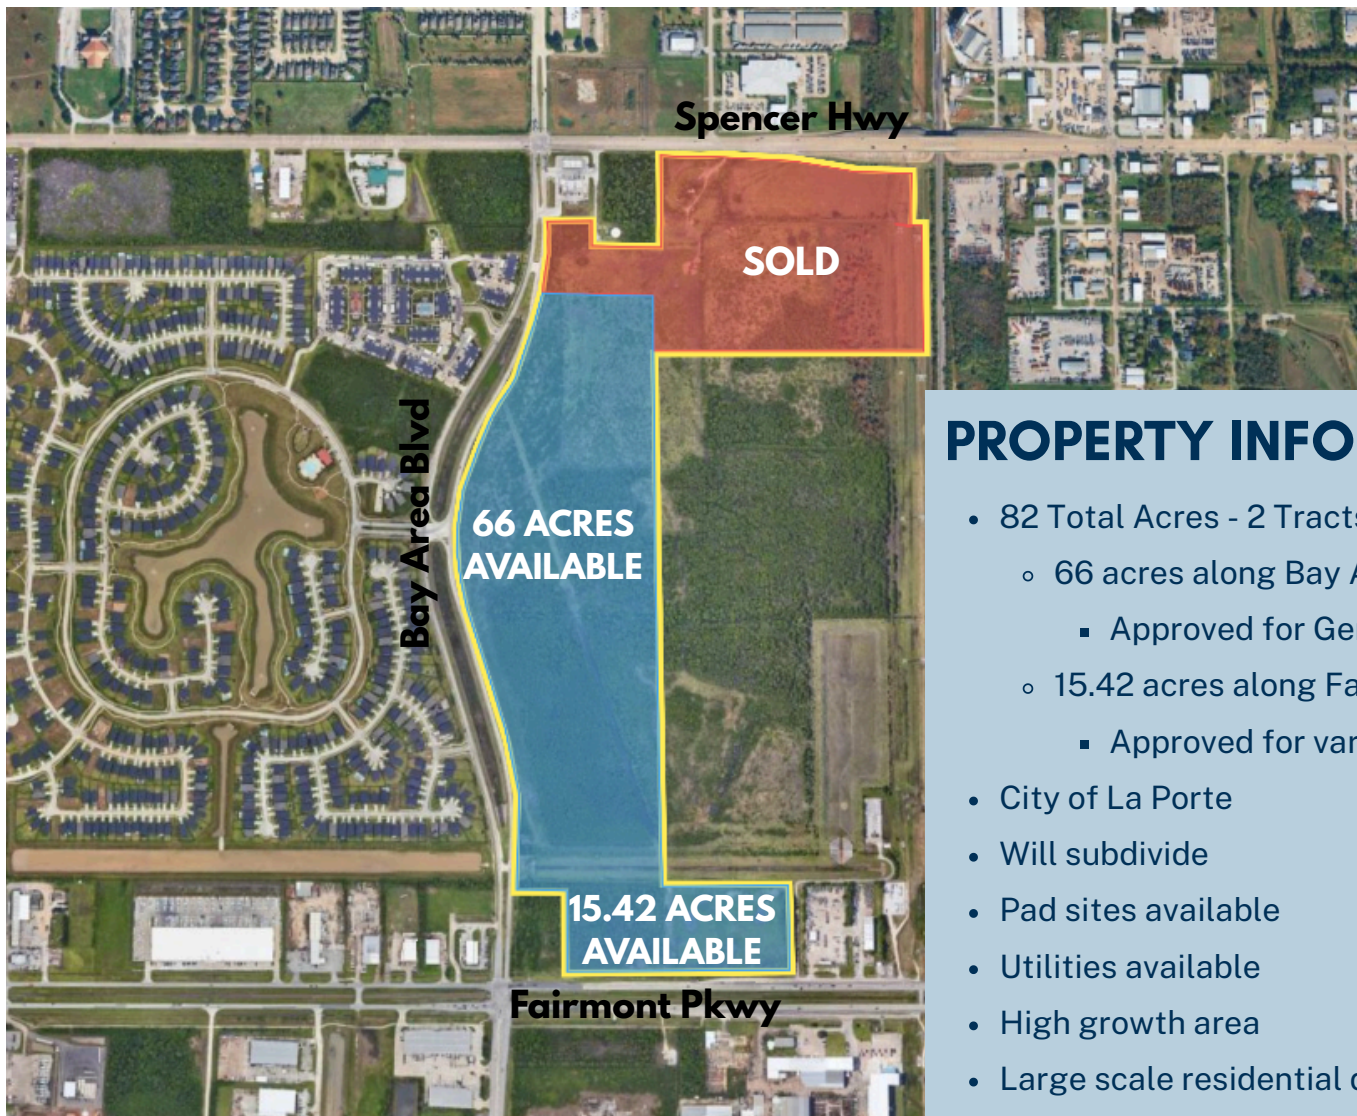 Spencer Hwy
SOLD
Bay Area Blvd
66 ACRES
AVAILABLE
15.42 ACRES
AVAILABLE
Fairmont Pkwy
PROPERTY INFO
• 82 Total Acres - 2 Tracts
◦ 66 acres along Bay A
▪ Approved for Ge
◦ 15.42 acres along Fa
▪ Approved for var
• City of La Porte
• Will subdivide
• Pad sites available
• Utilities available
• High growth area
• Large scale residential